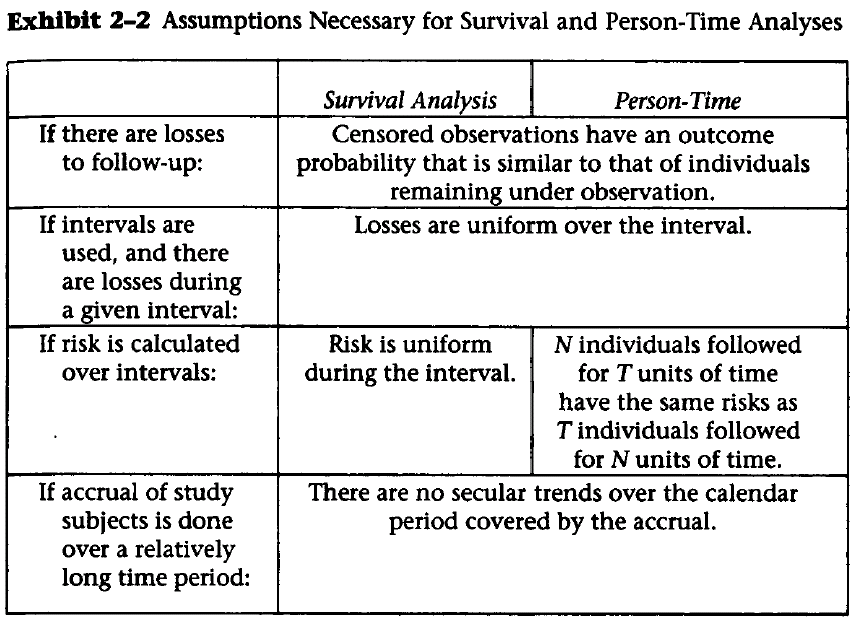 Exhibit 2–2 Assumptions Necessary for Survival and Person-Time Analyses
Survival Analysis
Person-Time
If there are losses
to follow-up:
Censored observations have an outcome
probability that is similar to that of individuals
remaining under observation.
If intervals are
used, and there
are losses during
a given interval:
Losses are uniform over the interval.
If risk is calculated
over intervals:
Risk is uniform
during the interval.
N individuals followed
for T units of time
have the same risks as
T individuals followed
for N units of time.
If accrual of study
subjects is done
over a relatively
long time period:
There are no secular trends over the calendar
period covered by the accrual.